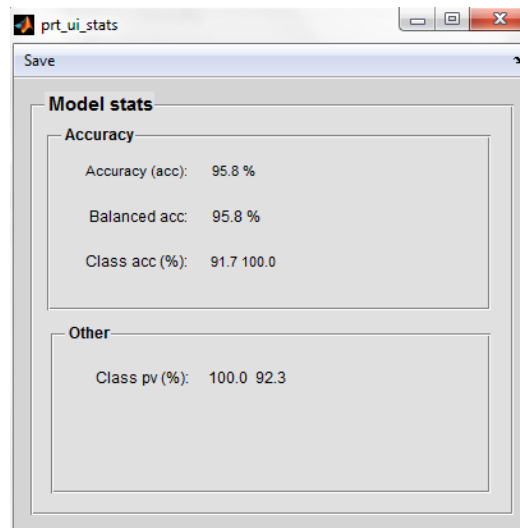 prt_ui_stats
Save
Model stats
Accuracy
Accuracy (acc): 95.8 %
Balanced acc: 95.8 %
Class acc (%): 91.7 100.0
Other
Class pv (%): 100.0 92.3